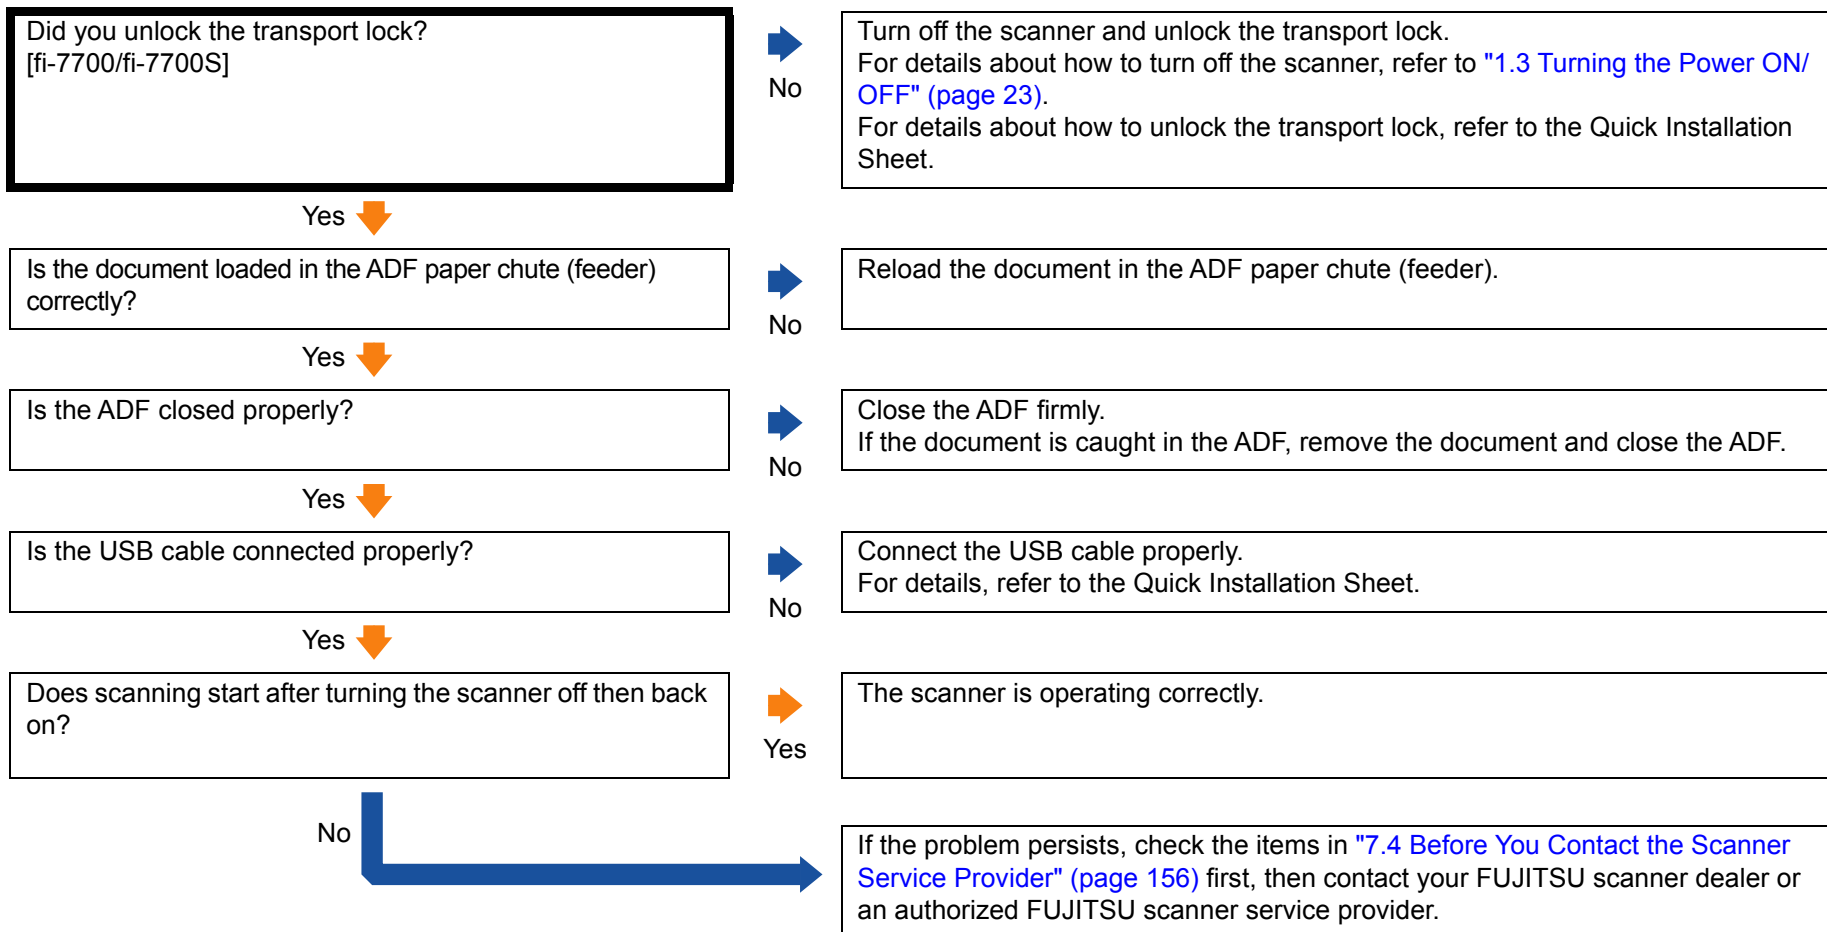 Did you unlock the transport lock?
[fi-7700/fi-7700S]
No
Turn off the scanner and unlock the transport lock.
For details about how to turn off the scanner, refer to "1.3 Turning the Power ON/
OFF" (page 23).
For details about how to unlock the transport lock, refer to the Quick Installation
Sheet.
Yes
Is the document loaded in the ADF paper chute (feeder)
correctly?
No
Reload the document in the ADF paper chute (feeder).
Yes
Is the ADF closed properly?
No
Close the ADF firmly.
If the document is caught in the ADF, remove the document and close the ADF.
Yes
Is the USB cable connected properly?
No
Connect the USB cable properly.
For details, refer to the Quick Installation Sheet.
Yes
Does scanning start after turning the scanner off then back
on?
Yes
The scanner is operating correctly.
No
If the problem persists, check the items in "7.4 Before You Contact the Scanner
Service Provider" (page 156) first, then contact your FUJITSU scanner dealer or
an authorized FUJITSU scanner service provider.